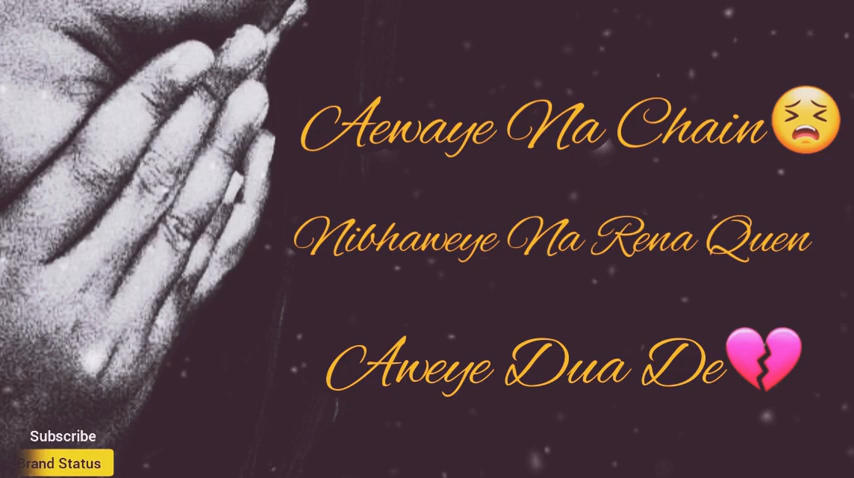 Aewaye Na Chain😣
Nibhaweye Na Rena Quen
Aweye Dua De💔
Subscribe
Brand Status